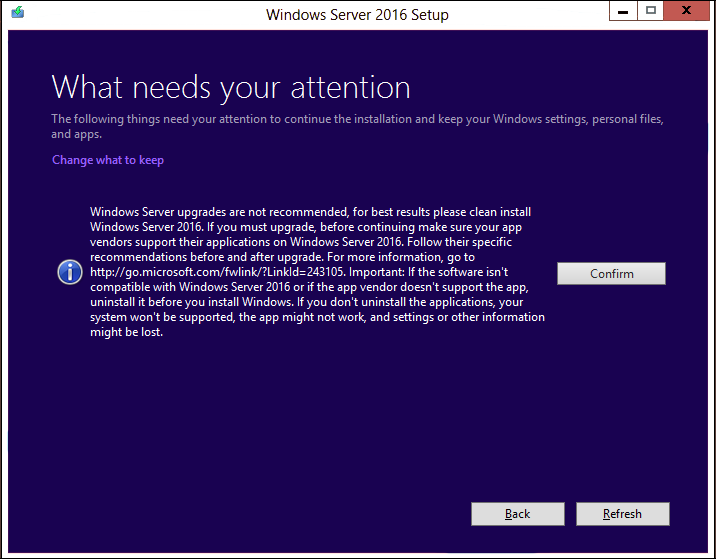 Windows Server 2016 Setup
What needs your attention
The following things need your attention to continue the installation and keep your Windows settings, personal files,
and apps.
Change what to keep
Windows Server upgrades are not recommended, for best results please clean install
Windows Server 2016. If you must upgrade, before continuing make sure your app
vendors support their applications on Windows Server 2016. Follow their specific
recommendations before and after upgrade. For more information, go to
http://go.microsoft.com/fwlink/?LinkId=243105. Important: If the software isn't
compatible with Windows Server 2016 or if the app vendor doesn't support the app,
uninstall it before you install Windows. If you don't uninstall the applications, your
system won't be supported, the app might not work, and settings or other information
might be lost.
Confirm
Back
Refresh